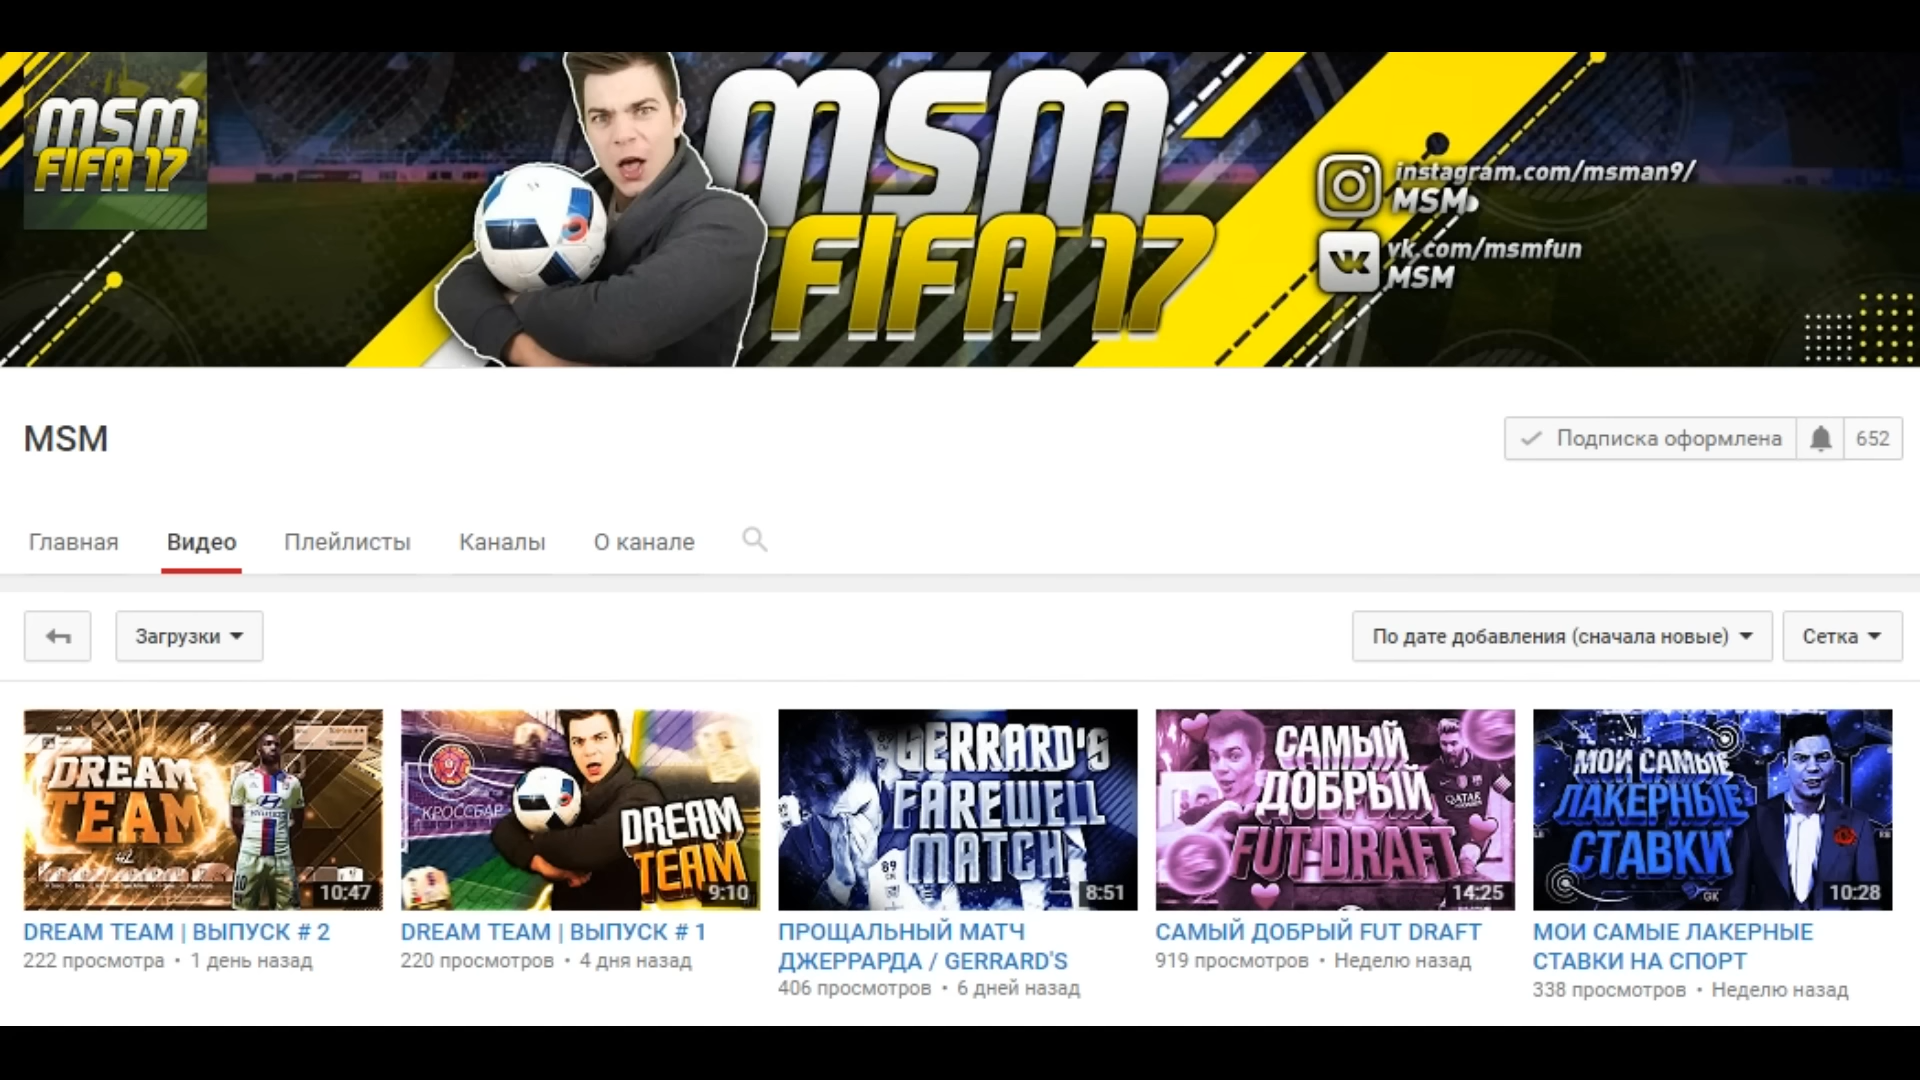 MSM
FIFA 17
MSM
FIFA 17
instagram.com/msman9/
MSM
vk.com/msmfun
MSM
MSM
Подписка оформлена
652
Главная
Видео
Плейлисты
Каналы
О канале
Загрузки
По дате добавления (сначала новые)
Сетка
DREAM
TEAM
#2
10:47
КРОССБАР
DREAM
TEAM
9:10
GERRARD'S
FAREWELL
MATCH
89
8:51
САМЫЙ
ДОБРЫЙ
FUT DRAFT
QATAR
14:25
МОИ САМЫЕ
ЛАКЕРНЫЕ
СТАВКИ
GK
10:28
DREAM TEAM | ВЫПУСК # 2
222 просмотра • 1 день назад
DREAM TEAM | ВЫПУСК # 1
220 просмотров • 4 дня назад
ПРОЩАЛЬНЫЙ МАТЧ
ДЖЕРРАРДА / GERRARD'S
406 просмотров • 6 дней назад
САМЫЙ ДОБРЫЙ FUT DRAFT
919 просмотров • Неделю назад
МОИ САМЫЕ ЛАКЕРНЫЕ
СТАВКИ НА СПОРТ
338 просмотров • Неделю назад